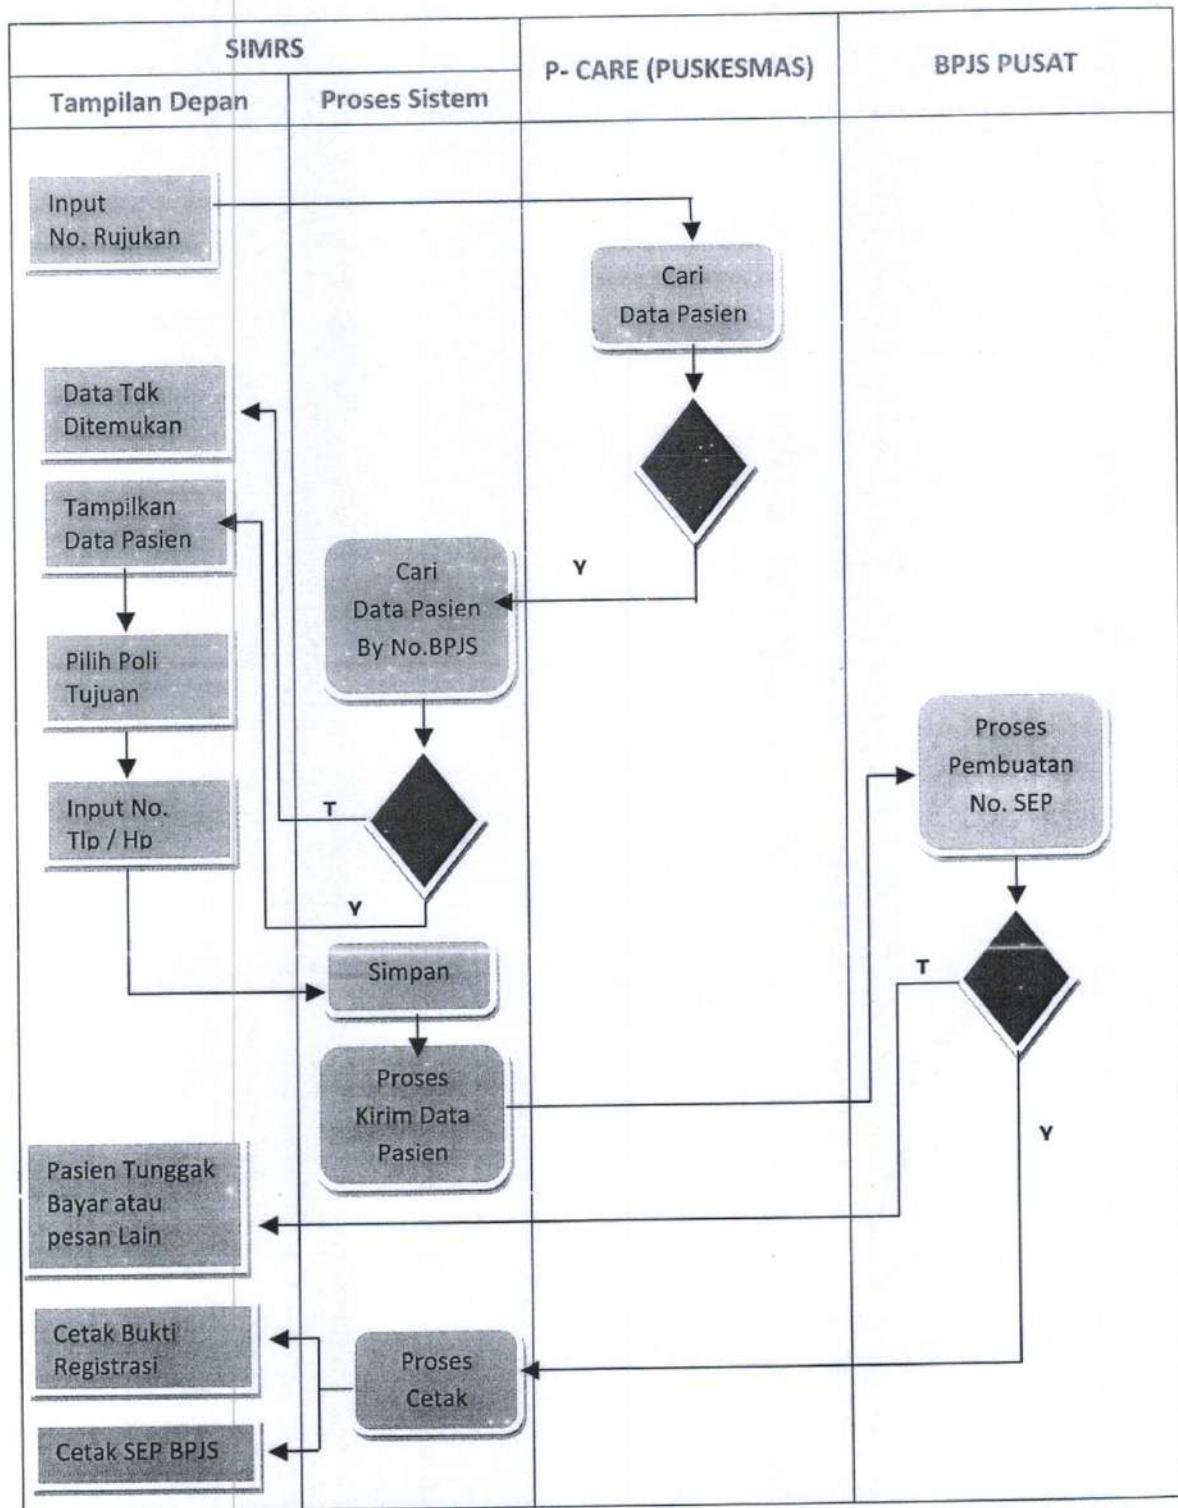 SIMRS
P- CARE (PUSKESMAS)
BPJS PUSAT
Tampilan Depan
Proses Sistem
Input
No. Rujukan
Cari
Data Pasien
Data Tdk
Ditemukan
Tampilkan
Data Pasien
Y
Cari
Data Pasien
By No.BPJS
Pilih Poli
Tujuan
Proses
Pembuatan
No. SEP
Input No.
Tlp / Hp
T
Y
Simpan
T
Proses
Kirim Data
Pasien
Y
Pasien Tunggak
Bayar atau
pesan Lain
Cetak Bukti
Registrasi
Proses
Cetak
Cetak SEP BPJS